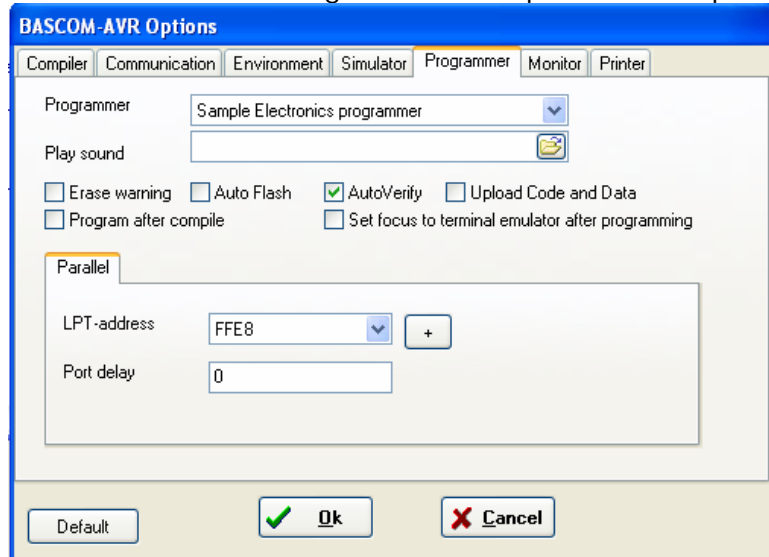 BASCOM-AVR Options
Compiler Communication Environment Simulator Programmer Monitor Printer
Programmer Sample Electronics programmer
Play sound
Erase warning Auto Flash AutoVerify Upload Code and Data
Program after compile Set focus to terminal emulator after programming
Parallel
LPT-address FFE8 +
Port delay 0
Default Ok Cancel